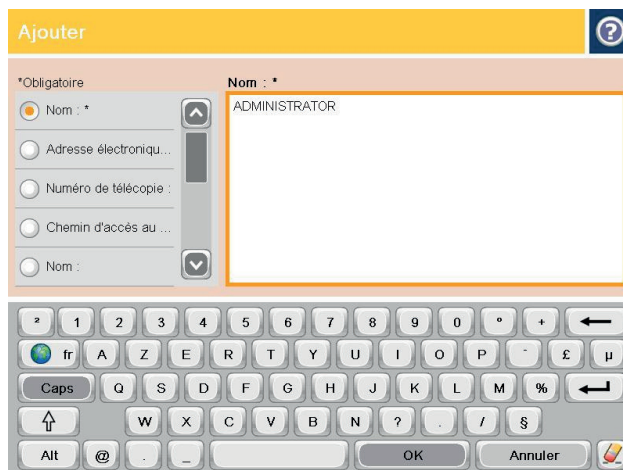 Ajouter
?
*Obligatoire
Nom : *
Nom : *
ADMINISTRATOR
Adresse électroniqu...
Numéro de télécopie :
Chemin d'accés au ...
Nom :
² 1 2 3 4 5 6 7 8 9 0 ° +
fr A Z E R T Y U I O P ¨ £ µ
Caps Q S D F G H J K L M %
W X C V B N ? . / §
Alt @ . _ OK Annuler